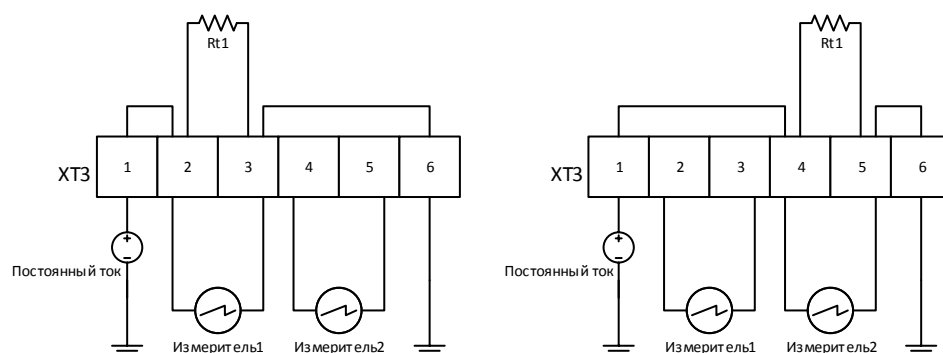 Rt1
1 2 3 4 5 6
XT3
+
−
Постоянный ток
Измеритель1 Измеритель2
Rt1
1 2 3 4 5 6
XT3
+
−
Постоянный ток
Измеритель1 Измеритель2